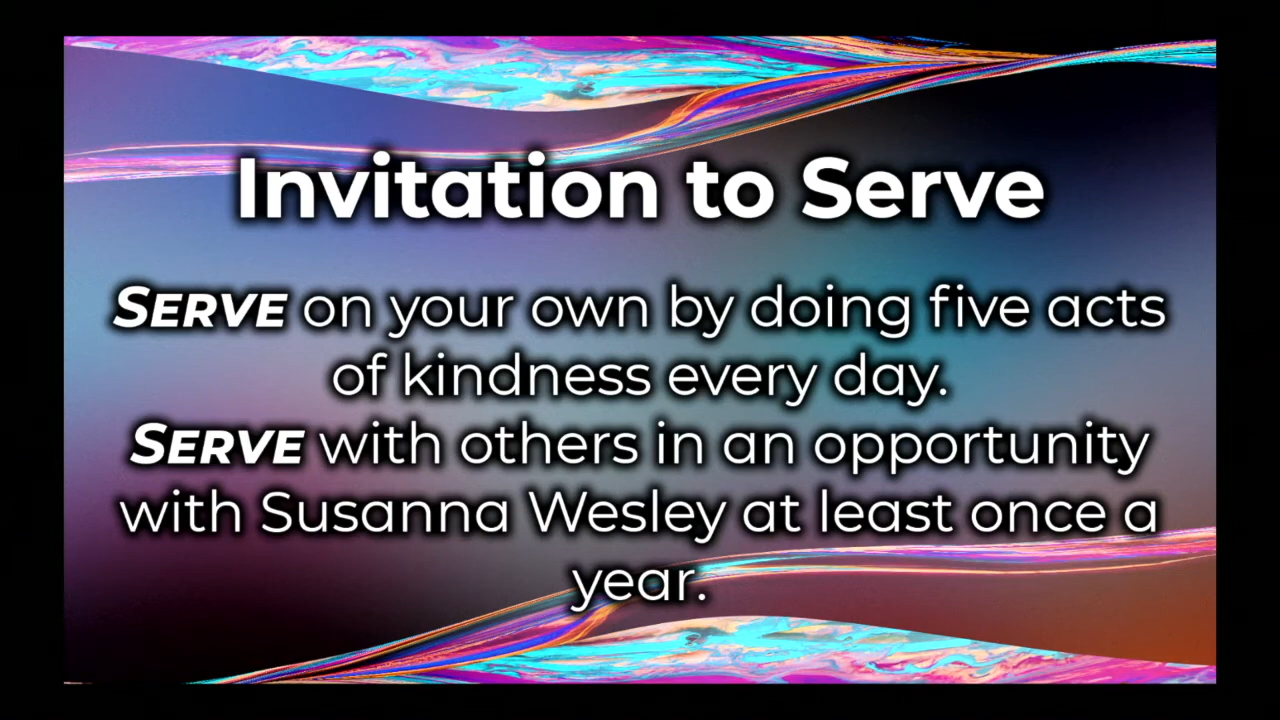 Invitation to Serve
SERVE on your own by doing five acts
of kindness every day.
SERVE with others in an opportunity
with Susanna Wesley at least once a
year.